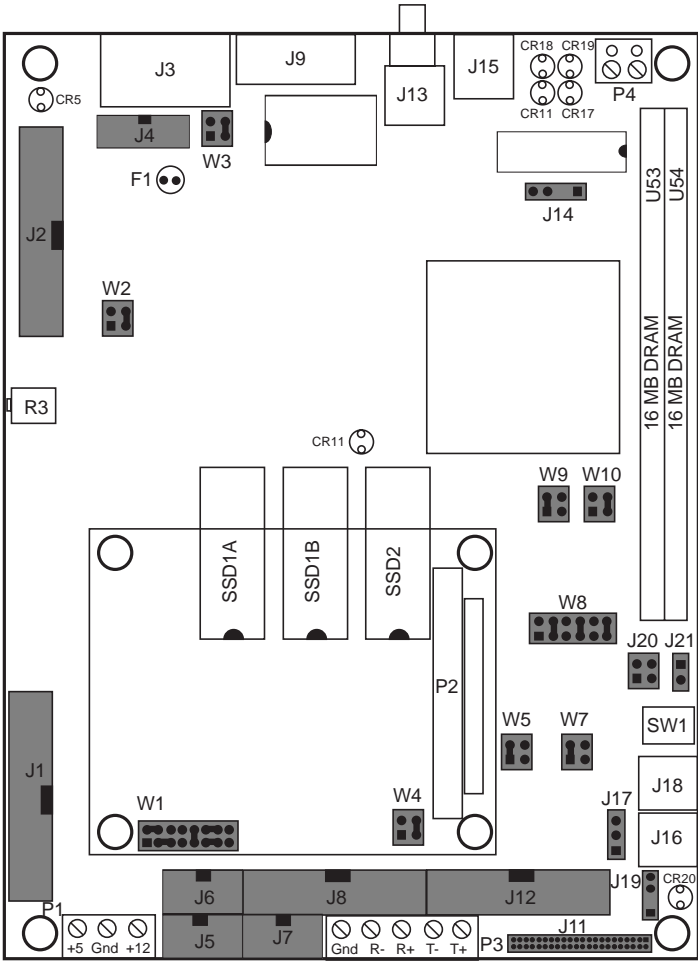 J3
J9
J13
J15
CR18
CR19
CR11
CR17
P4
CR5
J4
W3
F1
J14
U53
U54
J2
W2
16 MB DRAM
16 MB DRAM
R3
CR11
W9
W10
SSD1A
SSD1B
SSD2
W8
J20
J21
P2
W5
W7
SW1
J1
W1
W4
J17
J18
J16
J6
J8
J12
J19
CR20
P1
+5 Gnd +12
J5
J7
Gnd R- R+ T- T+
P3
J11